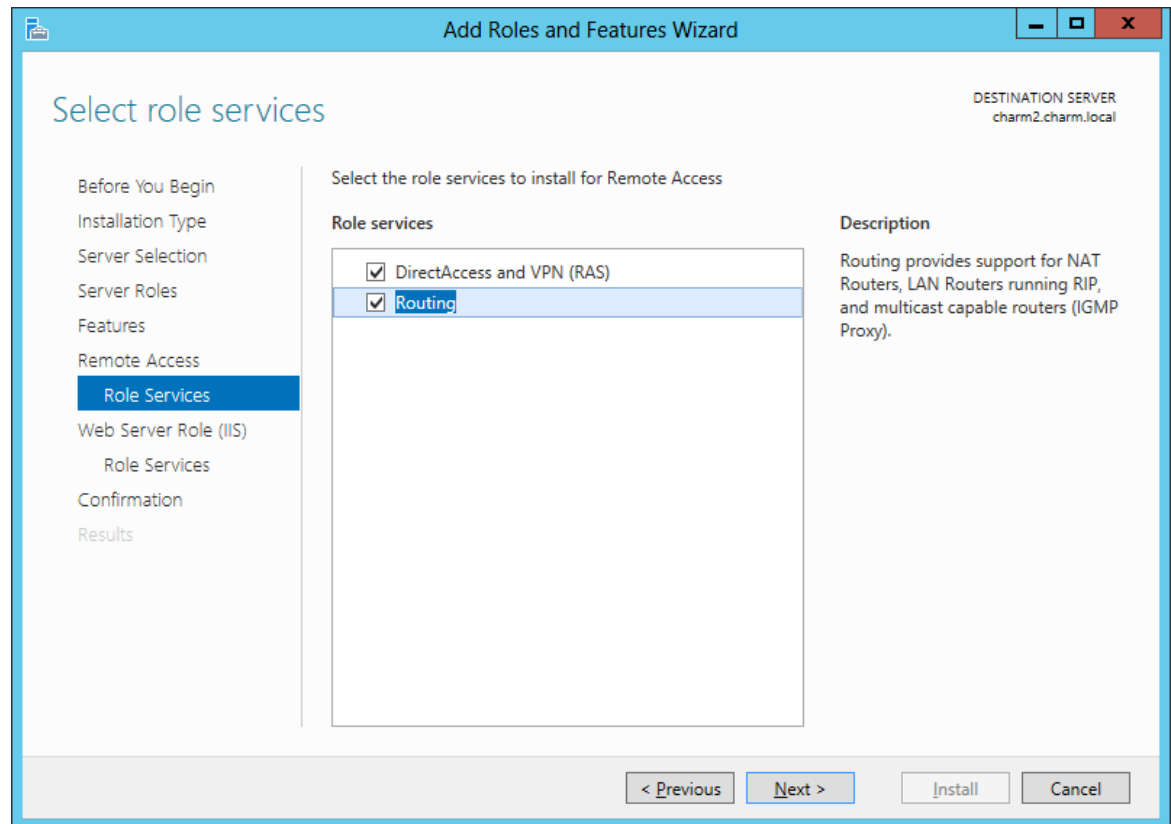 Add Roles and Features Wizard
Select role services
DESTINATION SERVER
charm2.charm.local
Before You Begin
Installation Type
Server Selection
Server Roles
Features
Remote Access
Role Services
Web Server Role (IIS)
Role Services
Confirmation
Results
Select the role services to install for Remote Access
Role services
DirectAccess and VPN (RAS)
Routing
Description
Routing provides support for NAT
Routers, LAN Routers running RIP,
and multicast capable routers (IGMP
Proxy).
< Previous
Next >
Install
Cancel